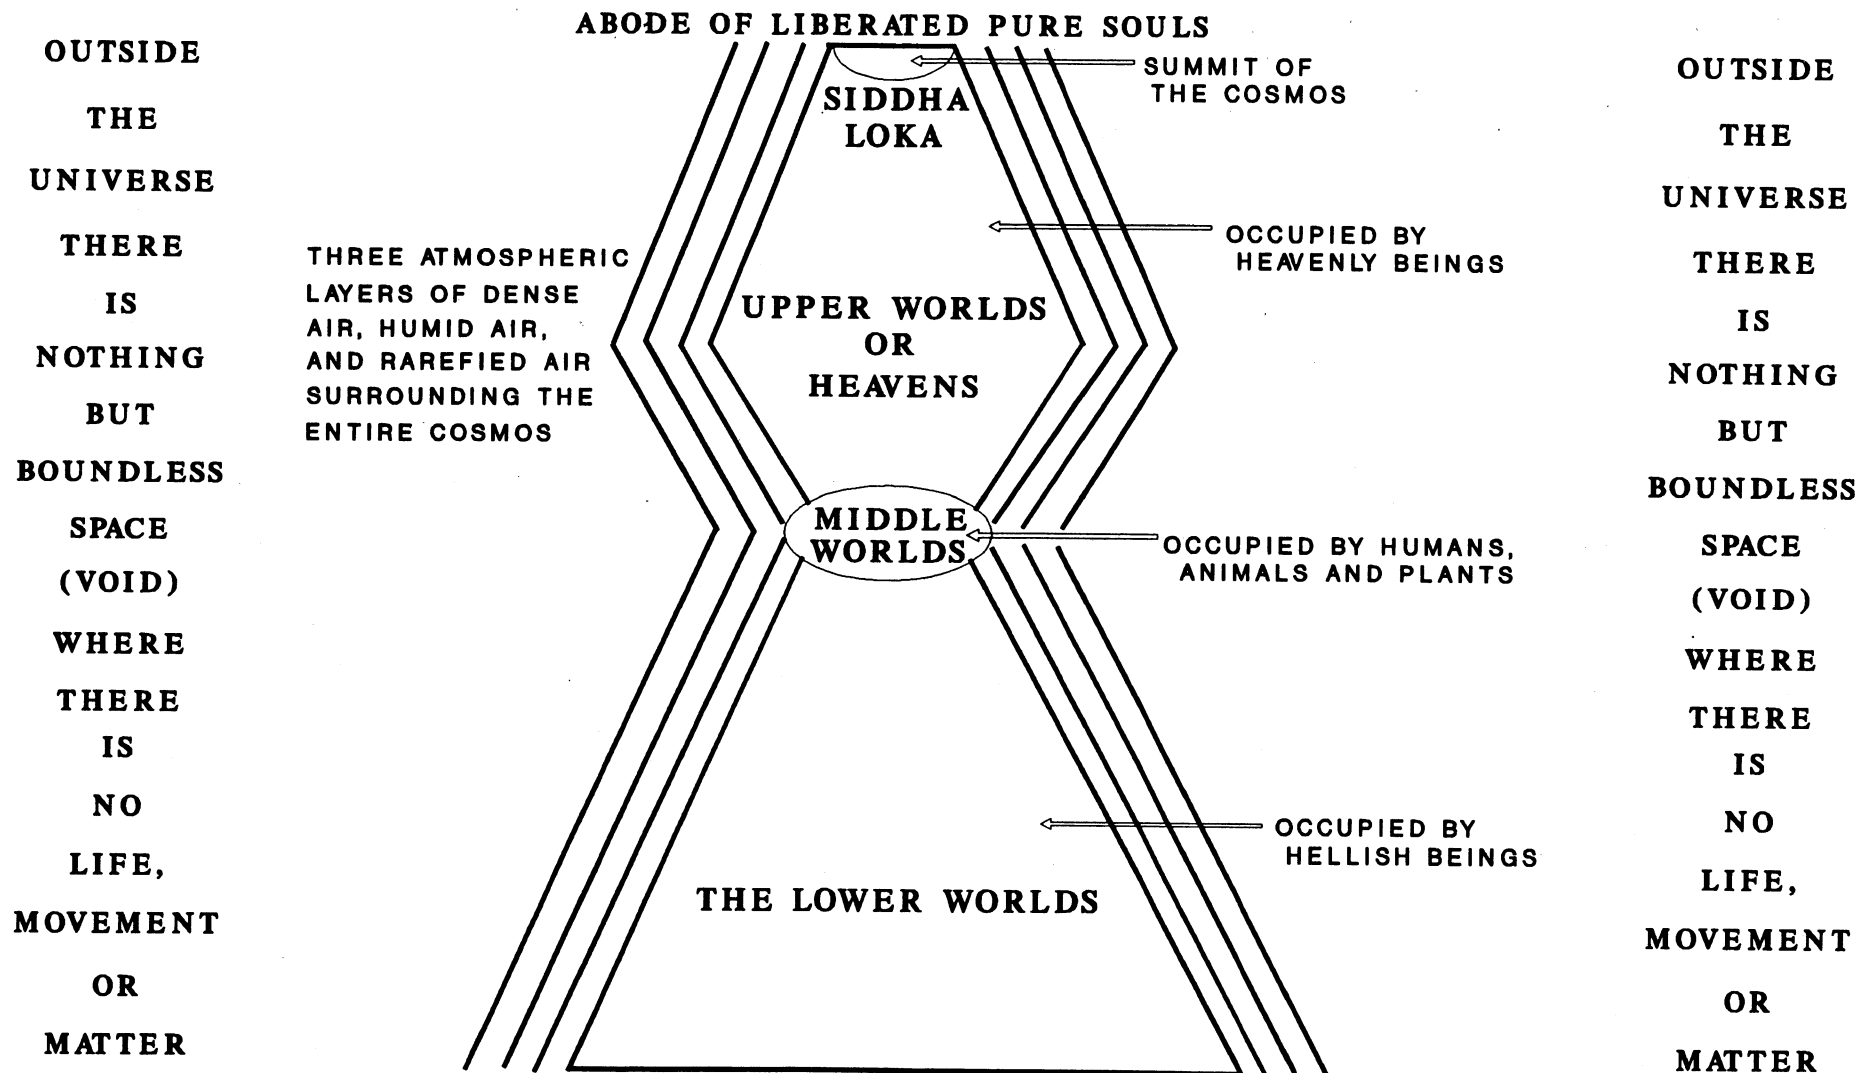 ABODE OF LIBERATED PURE SOULS
OUTSIDE
THE
UNIVERSE
THERE
IS
NOTHING
BUT
BOUNDLESS
SPACE
(VOID)
WHERE
THERE
IS
NO
LIFE,
MOVEMENT
OR
MATTER
THREE ATMOSPHERIC
LAYERS OF DENSE
AIR, HUMID AIR,
AND RAREFIED AIR
SURROUNDING THE
ENTIRE COSMOS
SIDDHA
LOKA
UPPER WORLDS
OR
HEAVENS
MIDDLE
WORLDS
THE LOWER WORLDS
SUMMIT OF
THE COSMOS
OCCUPIED BY
HEAVENLY BEINGS
OCCUPIED BY HUMANS,
ANIMALS AND PLANTS
OCCUPIED BY
HELLISH BEINGS
OUTSIDE
THE
UNIVERSE
THERE
IS
NOTHING
BUT
BOUNDLESS
SPACE
(VOID)
WHERE
THERE
IS
NO
LIFE,
MOVEMENT
OR
MATTER